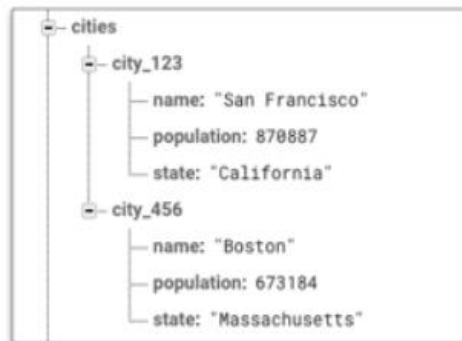 cities
city_123
name: "San Francisco"
population: 870887
state: "California"
city_456
name: "Boston"
population: 673184
state: "Massachusetts"